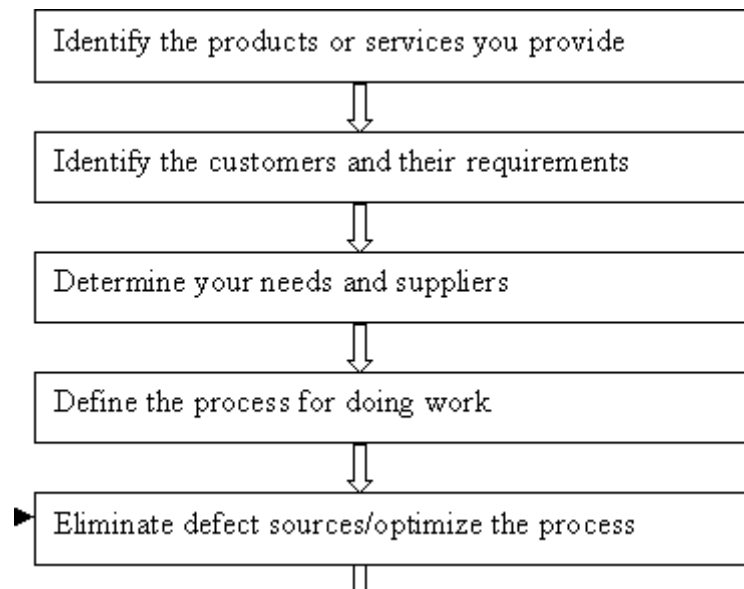 Identify the products or services you provide
Identify the customers and their requirements
Determine your needs and suppliers
Define the process for doing work
Eliminate defect sources/optimize the process